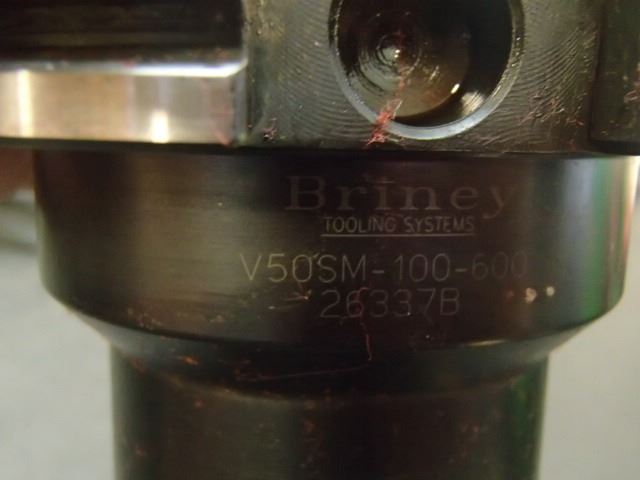 Briney
TOOLING SYSTEMS
V50SM-100-600
26337B